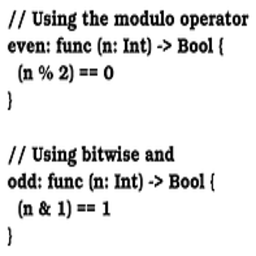 // Using the modulo operator
even: func (n: Int) -> Bool {
(n % 2) == 0
}
// Using bitwise and
odd: func (n: Int) -> Bool {
(n & 1) == 1
}